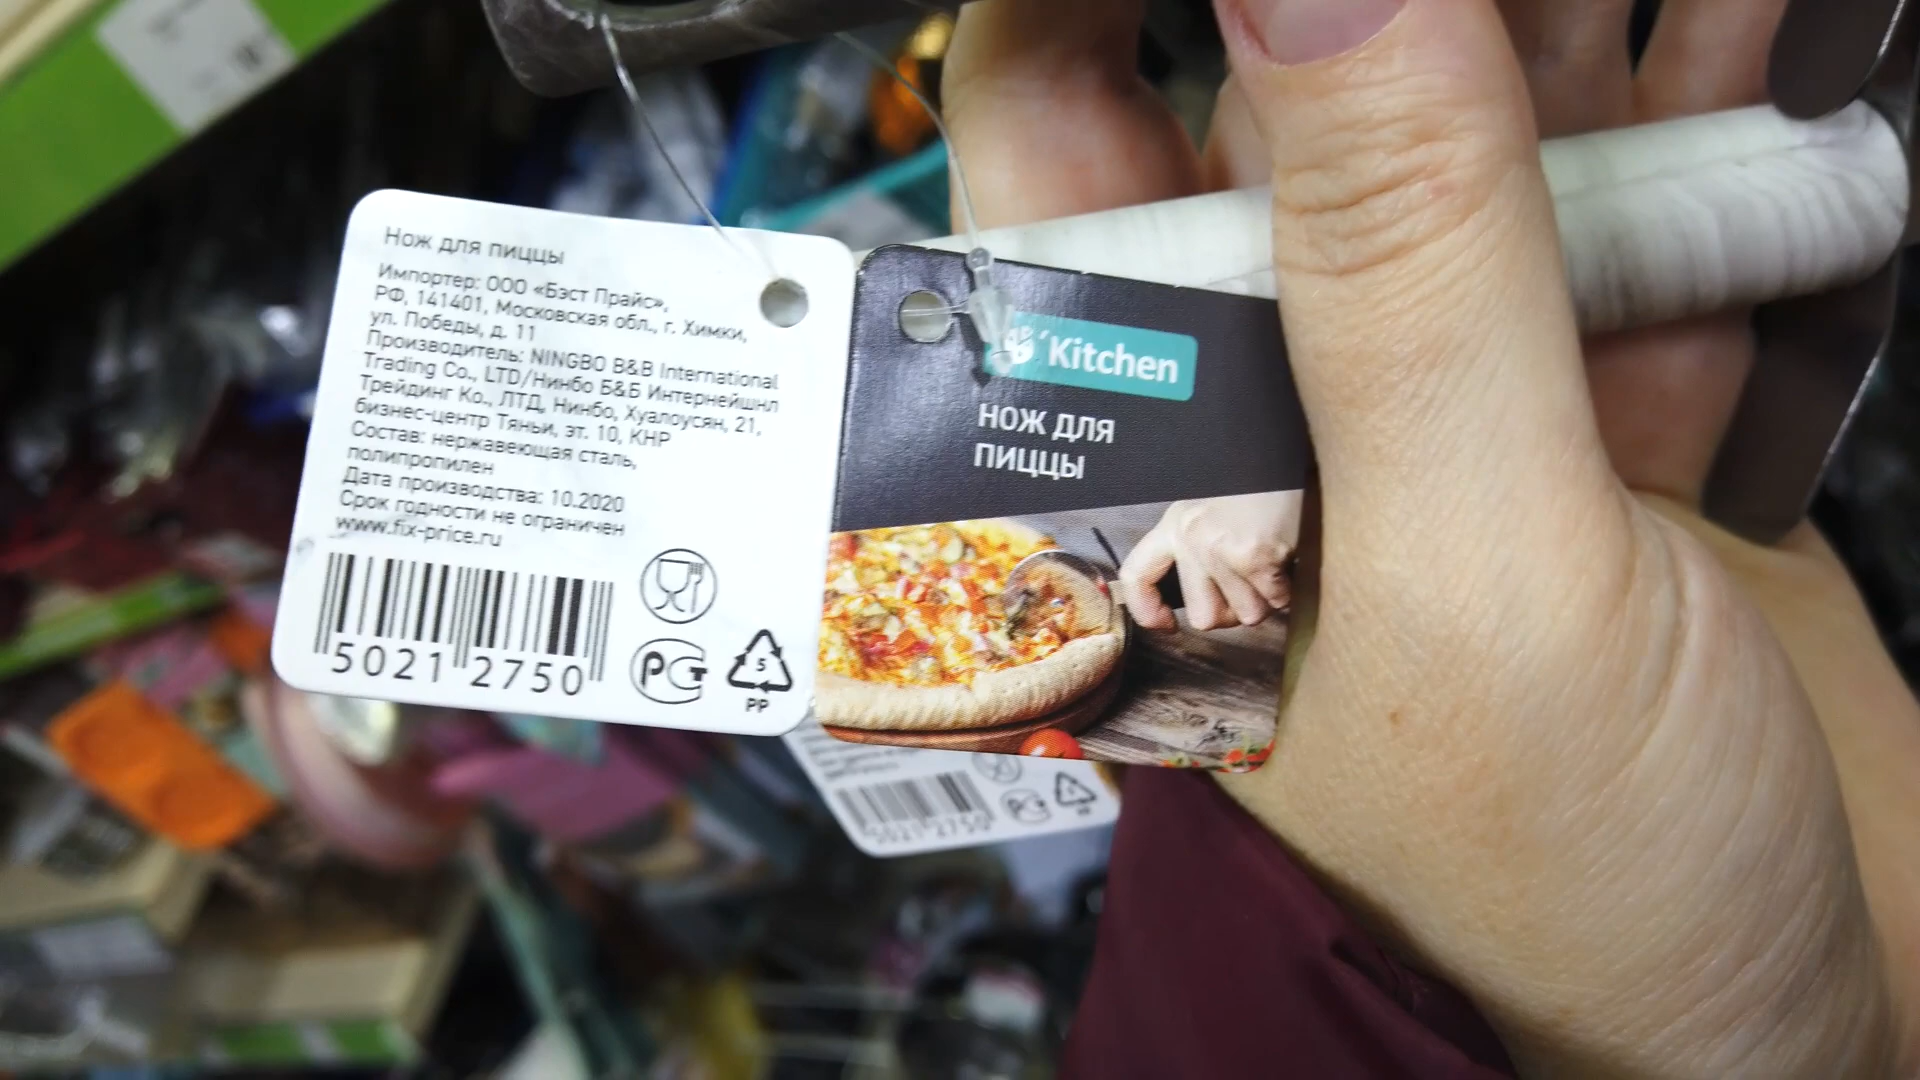 Нож для пиццы
Импортер: ООО «Бэст Прайс»,
РФ, 141401, Московская обл., г. Химки,
ул. Победы, д. 11
Производитель: NINGBO B&B International
Trading Co., LTD/Нинбо Б&Б Интернейшнл
Трейдинг Ко., ЛТД, Нинбо, Хуалоусян, 21,
бизнес-центр Тяньи, эт. 10, КНР
Состав: нержавеющая сталь,
полипропилен
Дата производства: 10.2020
Срок годности не ограничен
www.fix-price.ru
5021 2750
РСТ
5
PP
´Kitchen
НОЖ ДЛЯ
ПИЦЦЫ
5021 2750